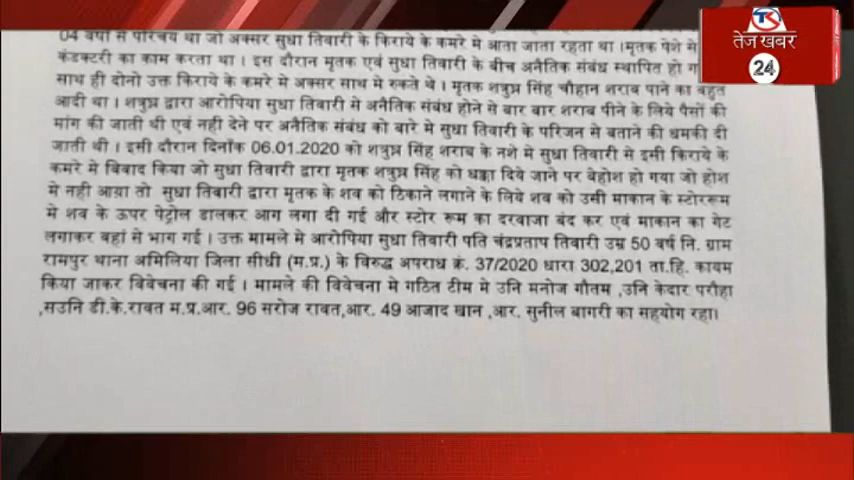 04 वर्षो से परिचय था जो अक्सर सुधा तिवारी के किराये के कमरे मे आता जाता रहता था ।मृतक पेशे से
कंडक्टरी का काम करता था । इस दौरान मृतक एवं सुधा तिवारी के बीच अनैतिक संबंध स्थापित हो ग
साथ ही दोनो उक्त किराये के कमरे मे अक्सर साथ मे रुकते थे । मृतक शत्रुघ्न सिंह चौहान शराब पाने का बहुत
आदी था । शत्रुघ्न द्वारा आरोपिया सुधा तिवारी से अनैतिक संबंध होने से बार बार शराब पीने के लिये पैसों की
मांग की जाती थी एवं नही देने पर अनैतिक संबंध को बारे मे सुधा तिवारी के परिजन से बताने की धमकी दी
जाती थी । इसी दौरान दिनाँक 06.01.2020 को शत्रुघ्न सिंह शराब के नशे मे सुधा तिवारी से इसी किराये के
कमरे मे बिवाद किया जो सुधा तिवारी द्वारा मृतक शत्रुघ्न सिंह को धक्का दिये जाने पर बेहोश हो गया जो होश
मे नही आय़ा तो सुधा तिवारी द्वारा मृतक के शव को ठिकाने लगाने के लिये शव को उसी माकान के स्टोररूम
मे शव के ऊपर पेट्रोल डालकर आग लगा दी गई और स्टोर रूम का दरवाजा बंद कर एवं माकान का गेट
लगाकर वहां से भाग गई । उक्त मामले मे आरोपिया सुधा तिवारी पति चंद्रप्रताप तिवारी उम्र 50 वर्ष नि. ग्राम
रामपुर थाना अमिलिया जिला सीधी (म.प्र.) के विरुद्ध अपराध क्रं. 37/2020 धारा 302,201 ता.हि. कायम
किया जाकर विवेचना की गई । मामले की विवेचना मे गठित टीम मे उनि मनोज गौतम ,उनि केदार परौहा
,सउनि डी.के.रावत म.प्र.आर. 96 सरोज रावत,आर. 49 आजाद खान ,आर. सुनील बागरी का सहयोग रहा।
TS
तेज खबर
24